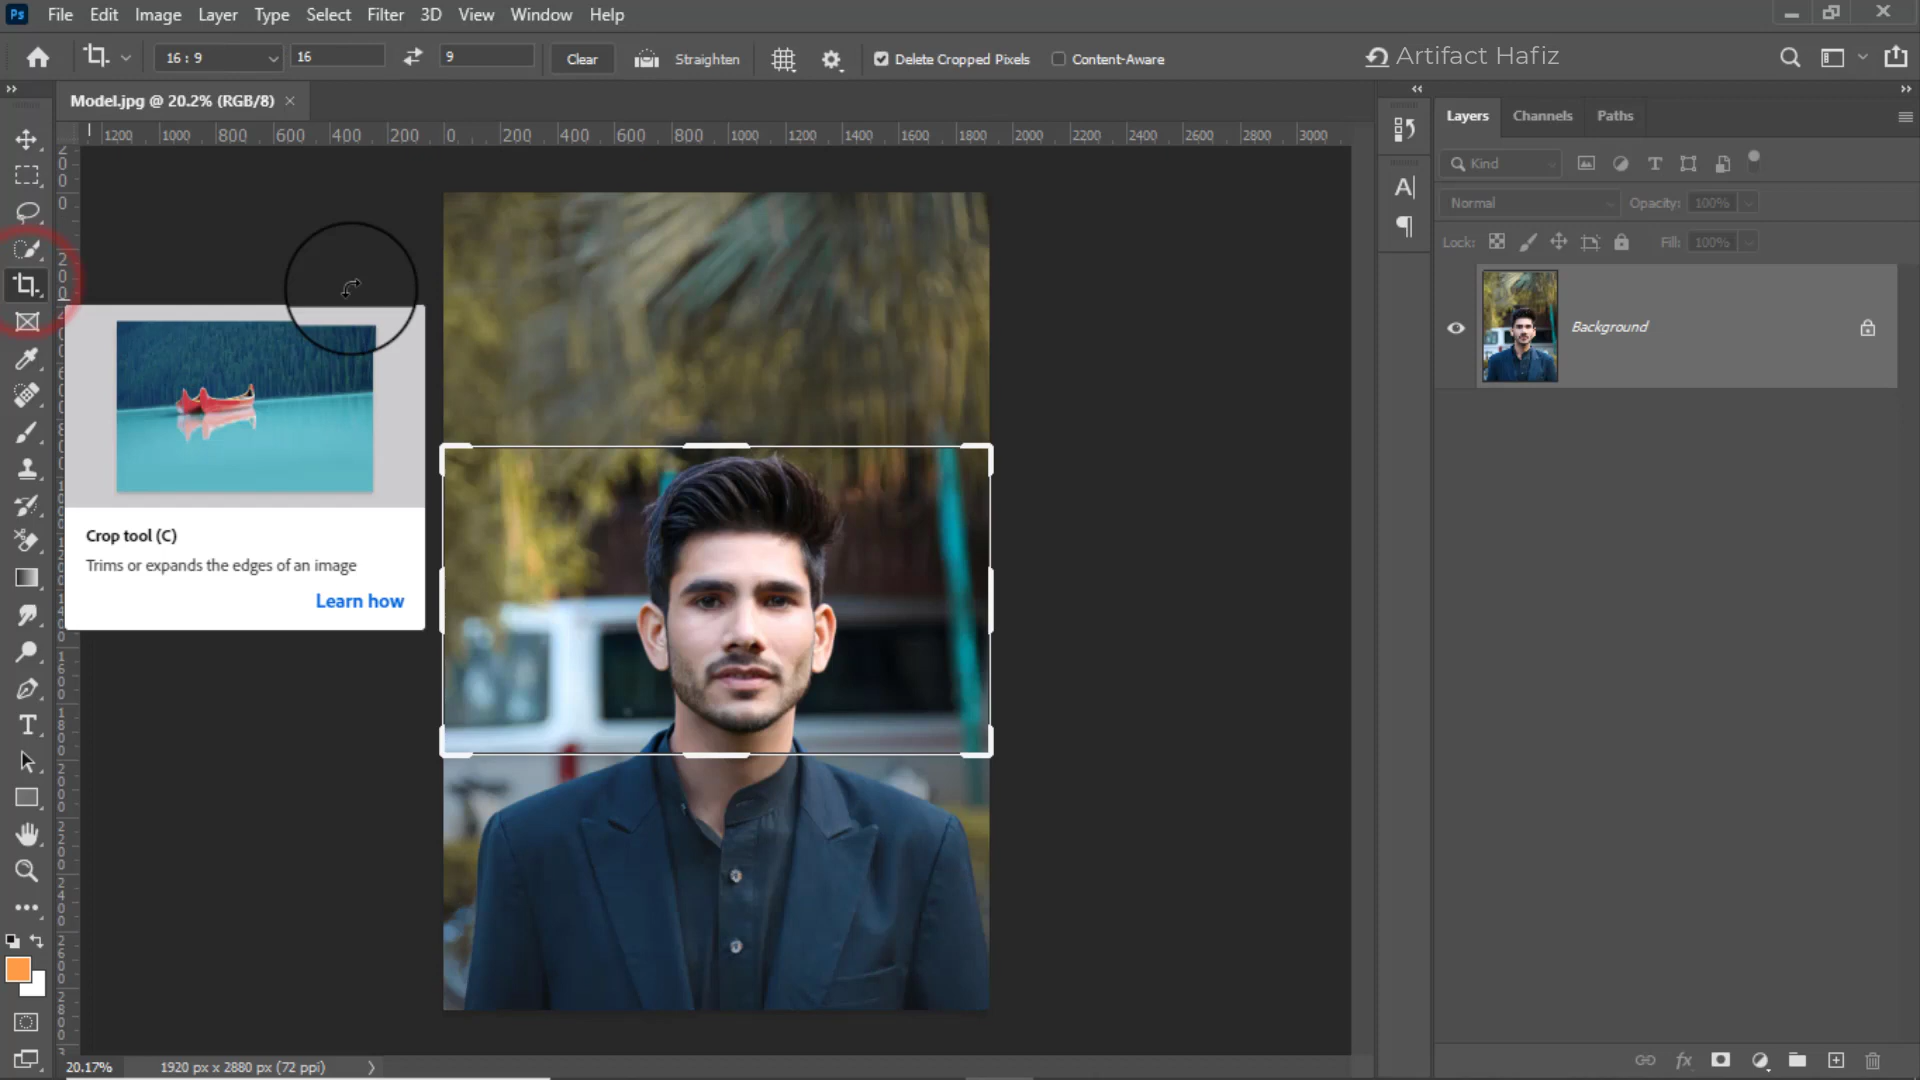 Ps File Edit Image Layer Type Select Filter 3D View Window Help
16 : 9 16 9 Clear Straighten Delete Cropped Pixels Content-Aware Artifact Hafiz
Model.jpg @ 20.2% (RGB/8)
1200 1000 800 600 400 200 0 200 400 600 800 1000 1200 1400 1600 1800 2000 2200 2400 2600 2800 3000
Layers Channels Paths
Kind
Normal Opacity: 100%
Lock: Fill: 100%
Background
Crop tool (C)
Trims or expands the edges of an image
Learn how
20.17% 1920 px x 2880 px (72 ppi)